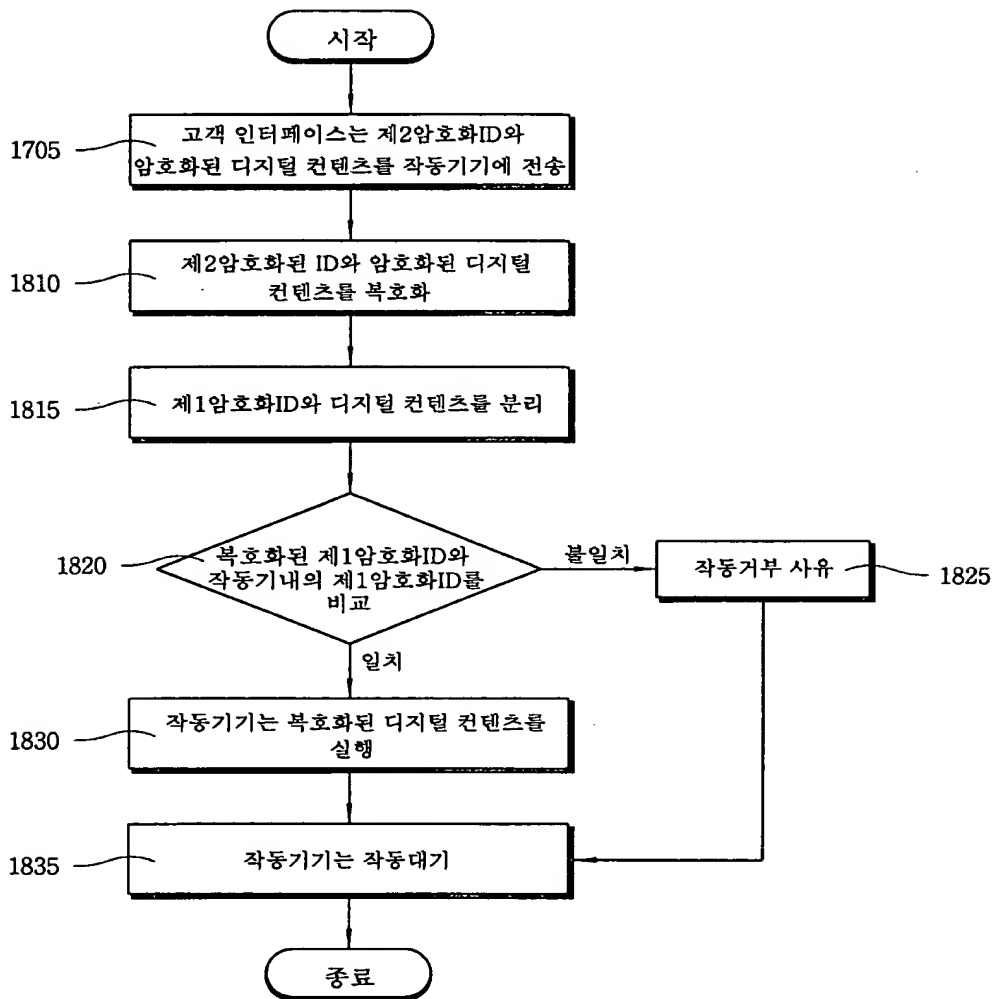 시작
1705
고객 인터페이스는 제2암호화ID와
암호화된 디지털 컨텐츠를 작동기기에 전송
1810
제2암호화된 ID와 암호화된 디지털
컨텐츠를 복호화
1815
제1암호화ID와 디지털 컨텐츠를 분리
1820
복호화된 제1암호화ID와
작동기내의 제1암호화ID를
비교
불일치
작동거부 사유
1825
일치
1830
작동기기는 복호화된 디지털 컨텐츠를
실행
1835
작동기기는 작동대기
종료